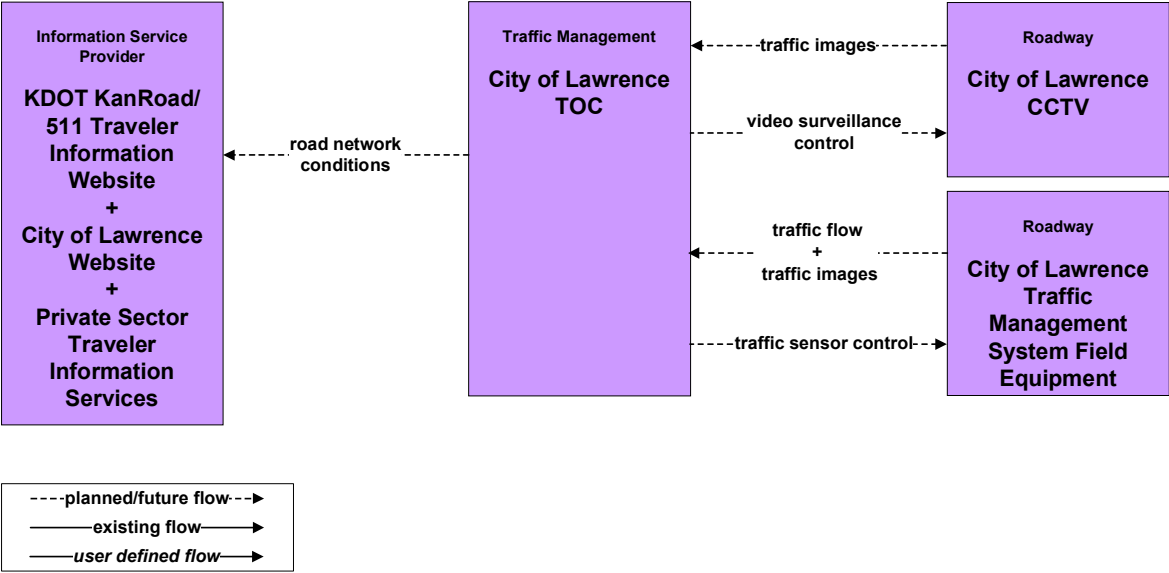 Information Service
Provider
KDOT KanRoad/
511 Traveler
Information
Website
+
City of Lawrence
Website
+
Private Sector
Traveler
Information
Services
road network
conditions
Traffic Management
City of Lawrence
TOC
traffic images
video surveillance
control
traffic flow
+
traffic images
traffic sensor control
Roadway
City of Lawrence
CCTV
Roadway
City of Lawrence
Traffic
Management
System Field
Equipment
planned/future flow
existing flow
user defined flow